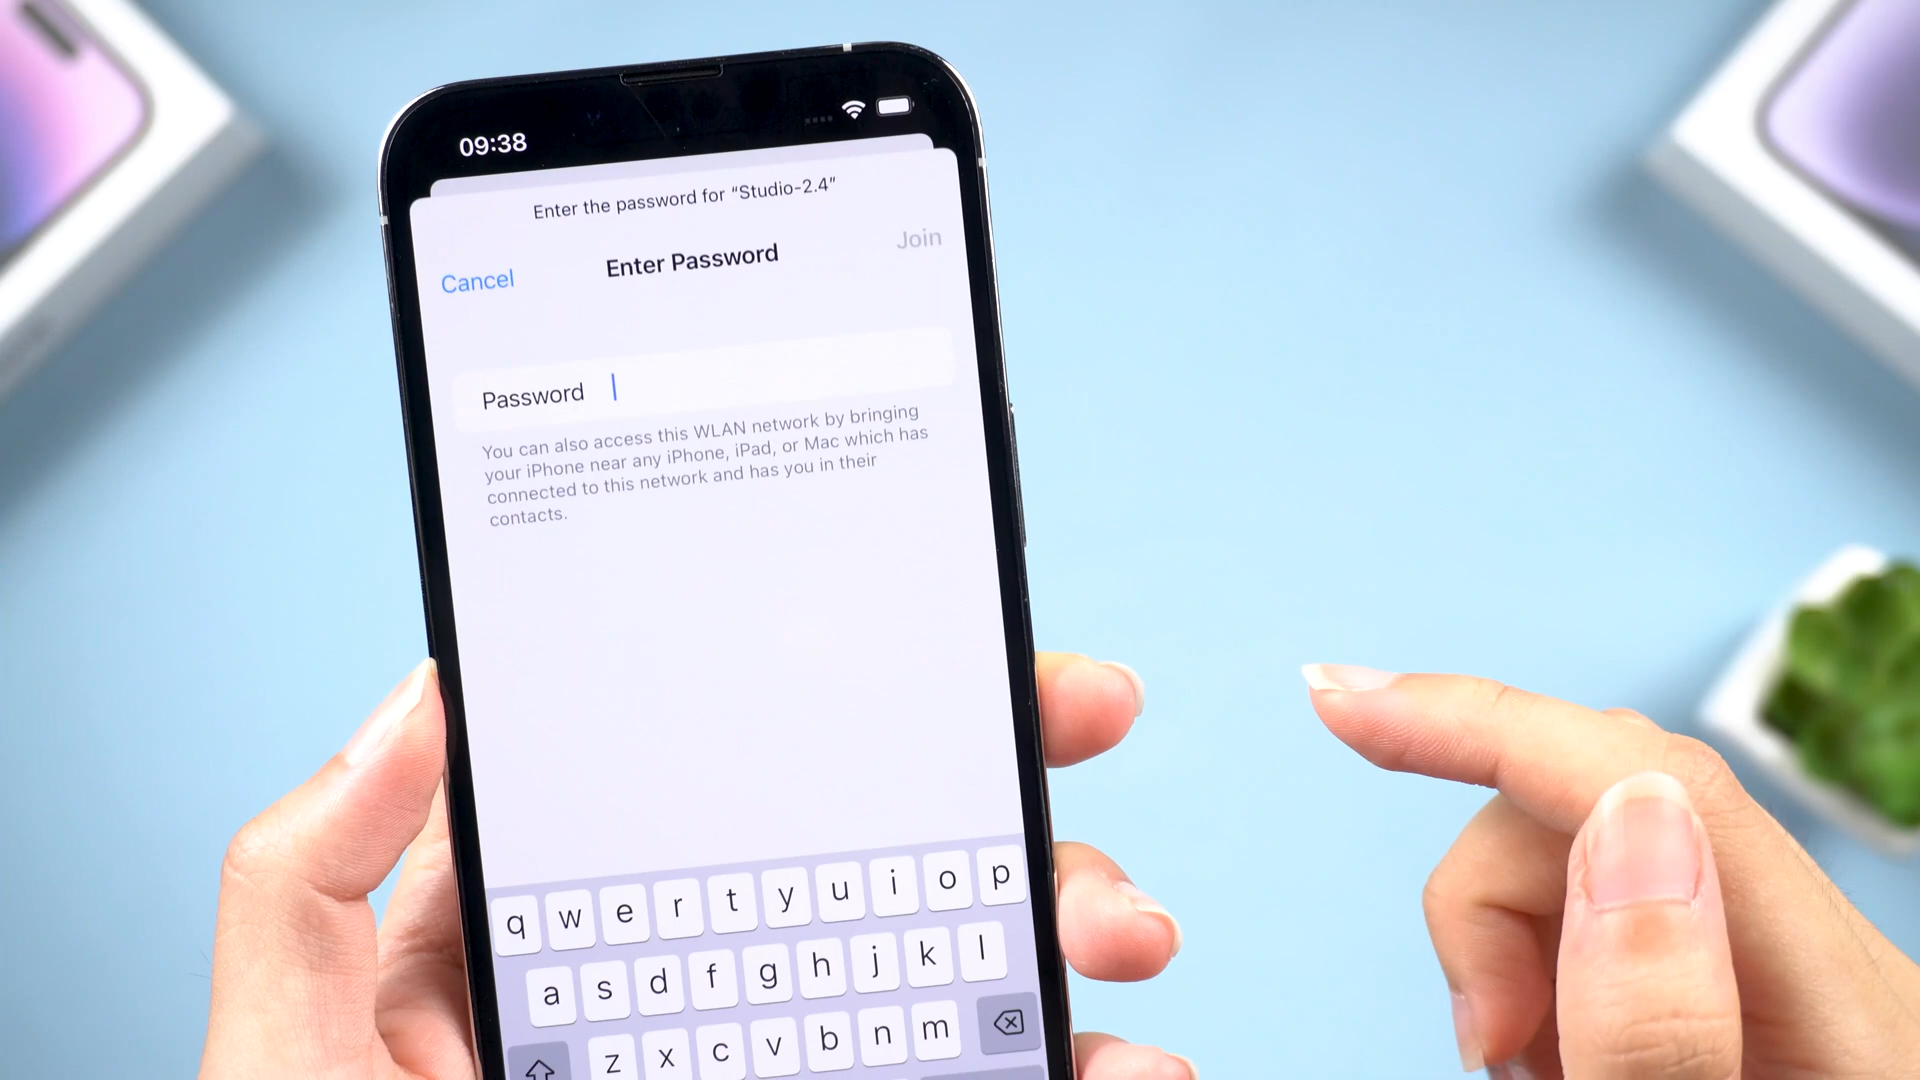 09:38
Enter the password for “Studio-2.4”
Cancel
Enter Password
Join
Password
You can also access this WLAN network by bringing
your iPhone near any iPhone, iPad, or Mac which has
connected to this network and has you in their
contacts.
q w e r t y u i o p
a s d f g h j k l
z x c v b n m